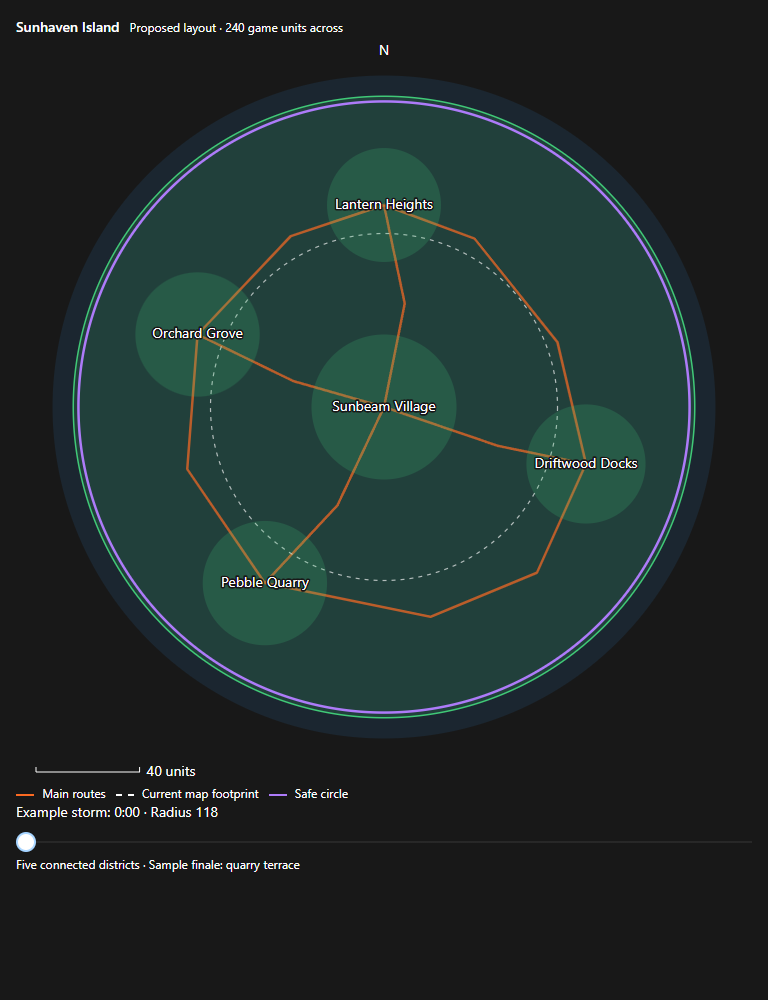 Sunhaven Island Proposed layout · 240 game units across
N
Lantern Heights
Orchard Grove
Sunbeam Village
Driftwood Docks
Pebble Quarry
40 units
Main routes Current map footprint Safe circle
Example storm: 0:00 · Radius 118
Five connected districts · Sample finale: quarry terrace